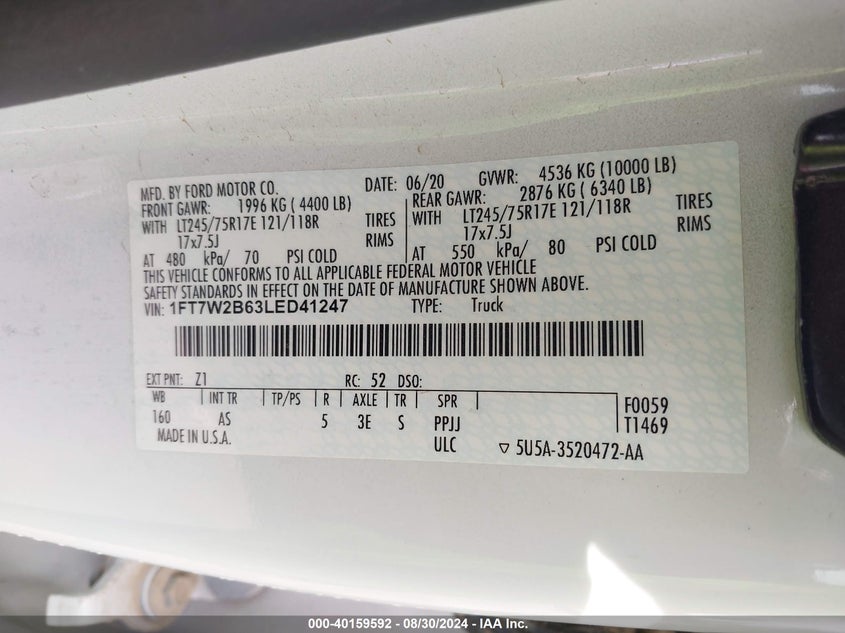 MFD. BY FORD MOTOR CO. DATE: 06/20 GVWR: 4536 KG (10000 LB)
FRONT GAWR: 1996 KG ( 4400 LB) REAR GAWR: 2876 KG ( 6340 LB)
WITH LT245/75R17E 121/118R TIRES WITH LT245/75R17E 121/118R TIRES
17x7.5J RIMS 17x7.5J RIMS
AT 480 kPa/ 70 PSI COLD AT 550 kPa/ 80 PSI COLD
THIS VEHICLE CONFORMS TO ALL APPLICABLE FEDERAL MOTOR VEHICLE
SAFETY STANDARDS IN EFFECT ON THE DATE OF MANUFACTURE SHOWN ABOVE.
VIN: 1FT7W2B63LED41247 TYPE: Truck
EXT PNT: Z1 RC: 52 DSO:
WB INT TR TP/PS R AXLE TR SPR
160 AS 5 3E S PPJJ F0059
MADE IN U.S.A. ULC T1469
5U5A-3520472-AA
000-40159592 - 08/30/2024 - IAA Inc.